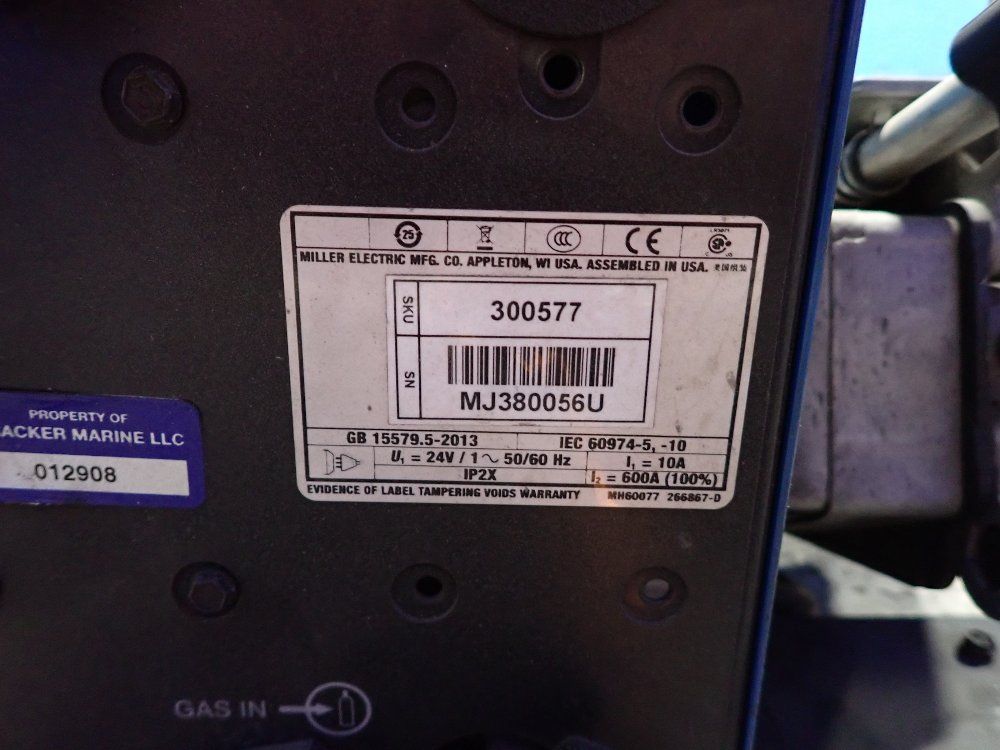 25
CCC
CE
MILLER ELECTRIC MFG. CO. APPLETON, WI USA. ASSEMBLED IN USA.
SKU
300577
SN
MJ380056U
GB 15579.5-2013
IEC 60974-5, -10
U₁ = 24V / 1 ~ 50/60 Hz
I₁ = 10A
IP2X
I₂ = 600A (100%)
EVIDENCE OF LABEL TAMPERING VOIDS WARRANTY
MH60077 266867-D
PROPERTY OF
ACKER MARINE LLC
012908
GAS IN